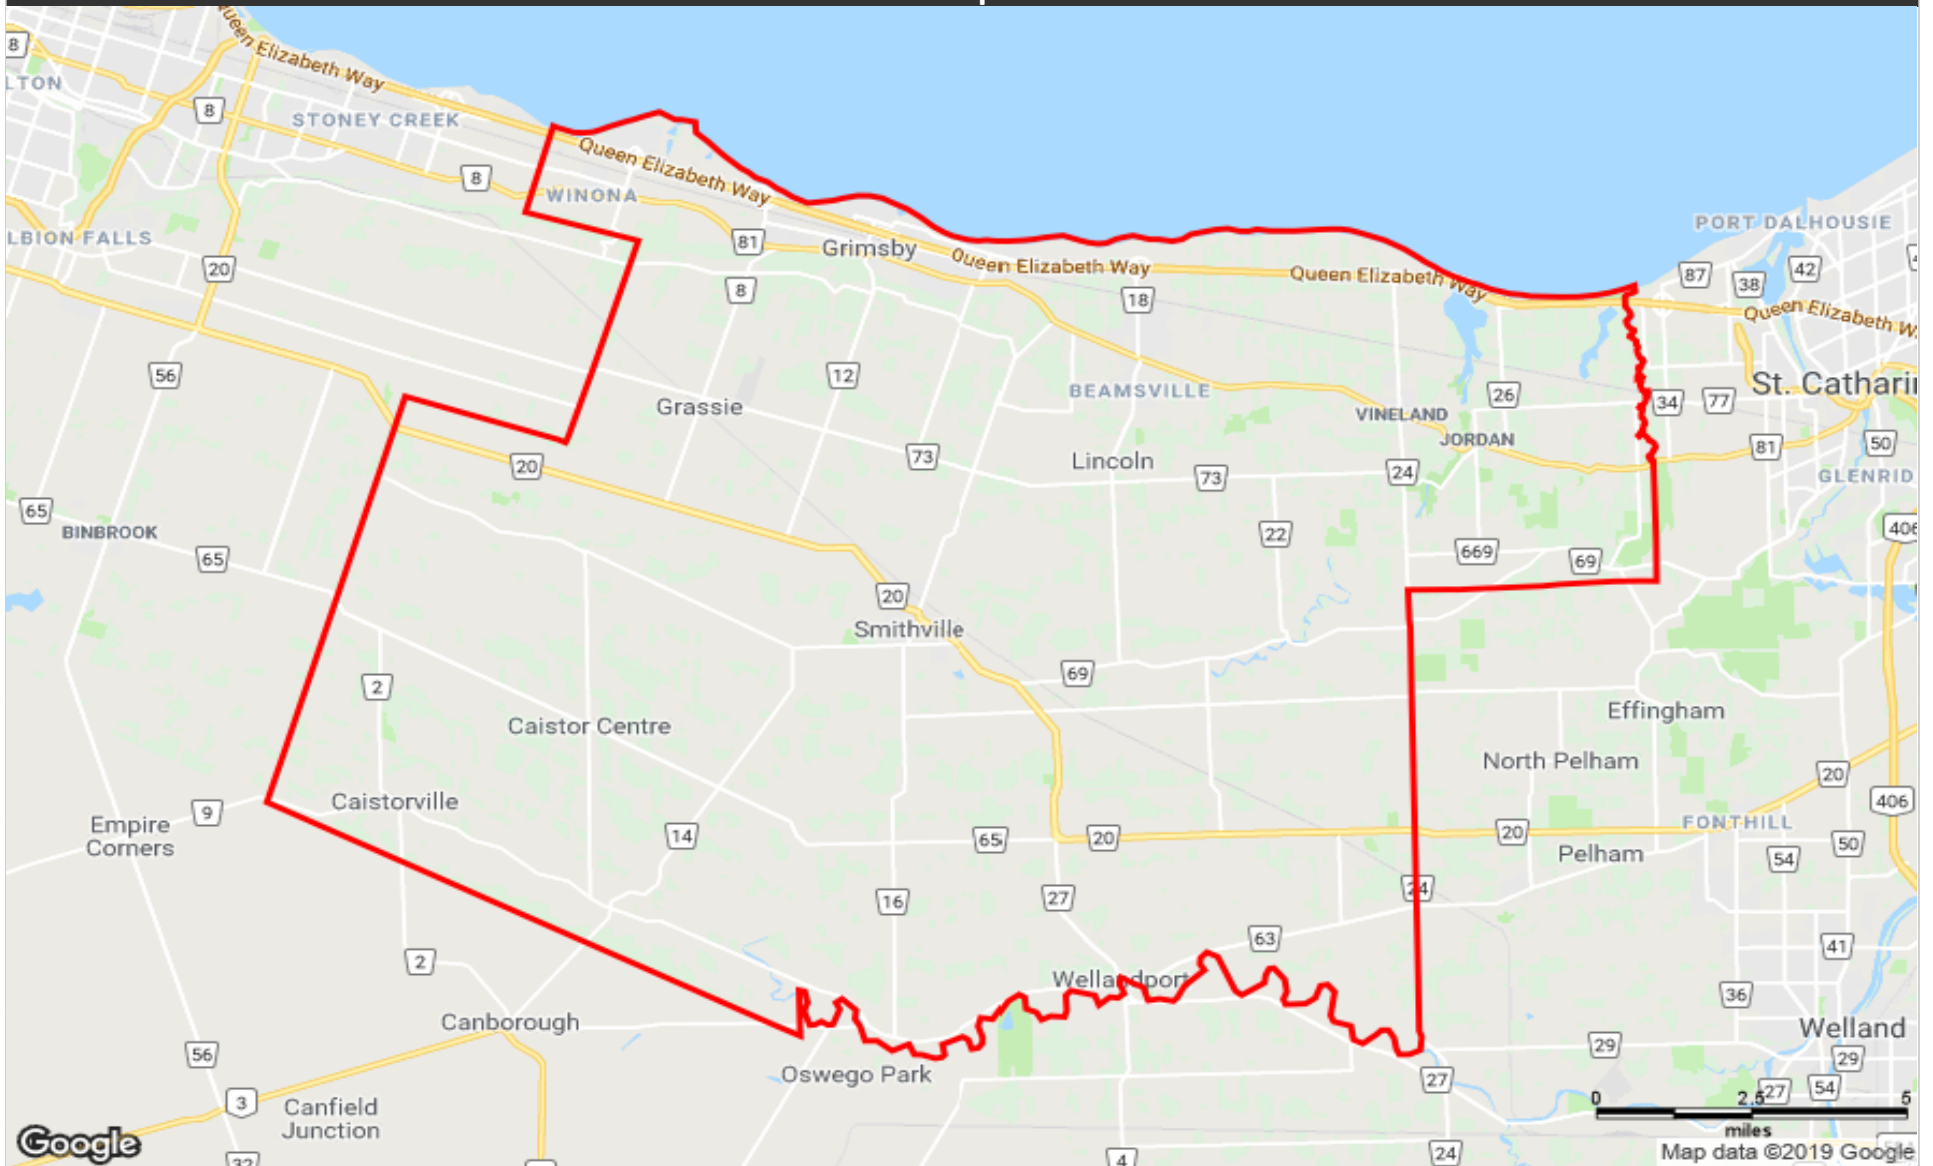 Queen Elizabeth Way
8
LTON
8
STONEY CREEK
Queen Elizabeth Way
8
WINONA
PORT DALHOUSIE
LBION FALLS
81
Grimsby
Queen Elizabeth Way
Queen Elizabeth Way
87
42
38
20
8
18
Queen Elizabeth W
56
12
BEAMSVILLE
26
St. Cathari
Grassie
VINELAND
34
77
JORDAN
81
50
20
73
Lincoln
73
24
GLENRID
65
BINBROOK
22
406
65
669
69
20
Smithville
69
2
Caistor Centre
Effingham
North Pelham
20
Caistorville
406
9
Empire
Corners
14
65
20
20
FONTHILL
Pelham
50
54
16
27
24
2
63
41
Wellandport
36
Canborough
Welland
56
29
29
Oswego Park
27
27
54
3
Canfield
Junction
0
2.5
5
miles
Google
32
4
24
Map data ©2019 Google